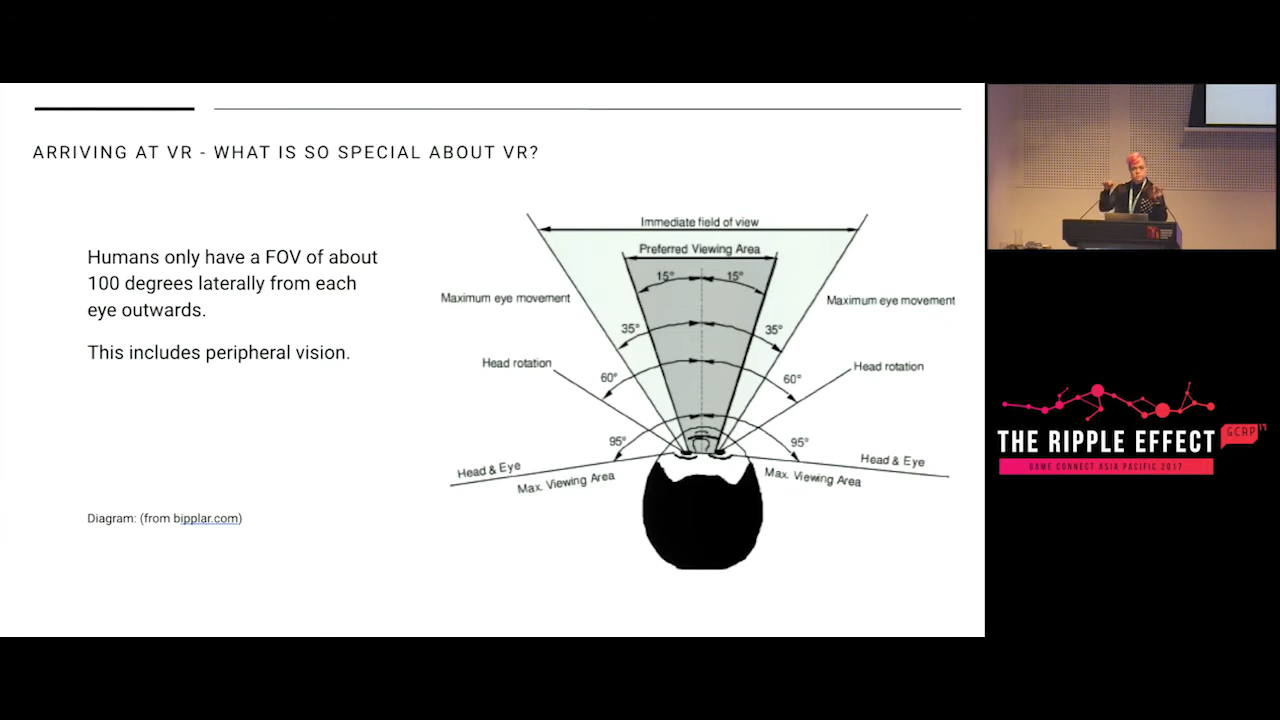 ARRIVING AT VR - WHAT IS SO SPECIAL ABOUT VR?
Humans only have a FOV of about
100 degrees laterally from each
eye outwards.
This includes peripheral vision.
Diagram: (from bipplar.com)
Immediate field of view
Preferred Viewing Area
15° 15°
Maximum eye movement
Maximum eye movement
35° 35°
Head rotation
Head rotation
60° 60°
95° 95°
Head & Eye
Max. Viewing Area
Head & Eye
Max. Viewing Area
THE RIPPLE EFFECT
GCAP 17
GAME CONNECT ASIA PACIFIC 2017